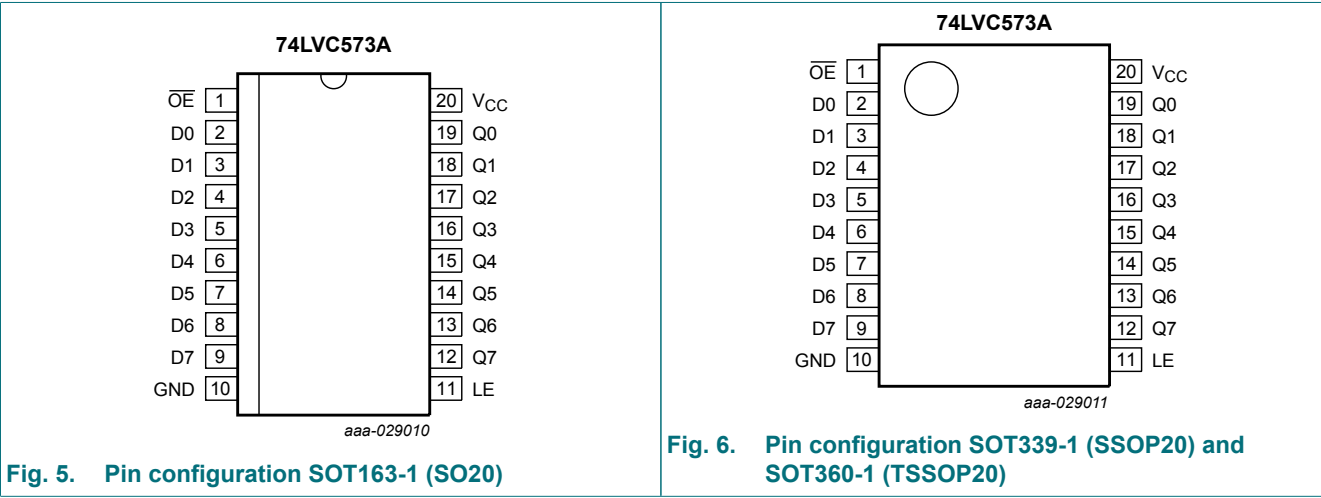 74LVC573A
O̅E̅ 1 20 VCC
D0 2 19 Q0
D1 3 18 Q1
D2 4 17 Q2
D3 5 16 Q3
D4 6 15 Q4
D5 7 14 Q5
D6 8 13 Q6
D7 9 12 Q7
GND 10 11 LE
aaa-029010
Fig. 5. Pin configuration SOT163-1 (SO20)
74LVC573A
O̅E̅ 1 20 VCC
D0 2 19 Q0
D1 3 18 Q1
D2 4 17 Q2
D3 5 16 Q3
D4 6 15 Q4
D5 7 14 Q5
D6 8 13 Q6
D7 9 12 Q7
GND 10 11 LE
aaa-029011
Fig. 6. Pin configuration SOT339-1 (SSOP20) and
SOT360-1 (TSSOP20)